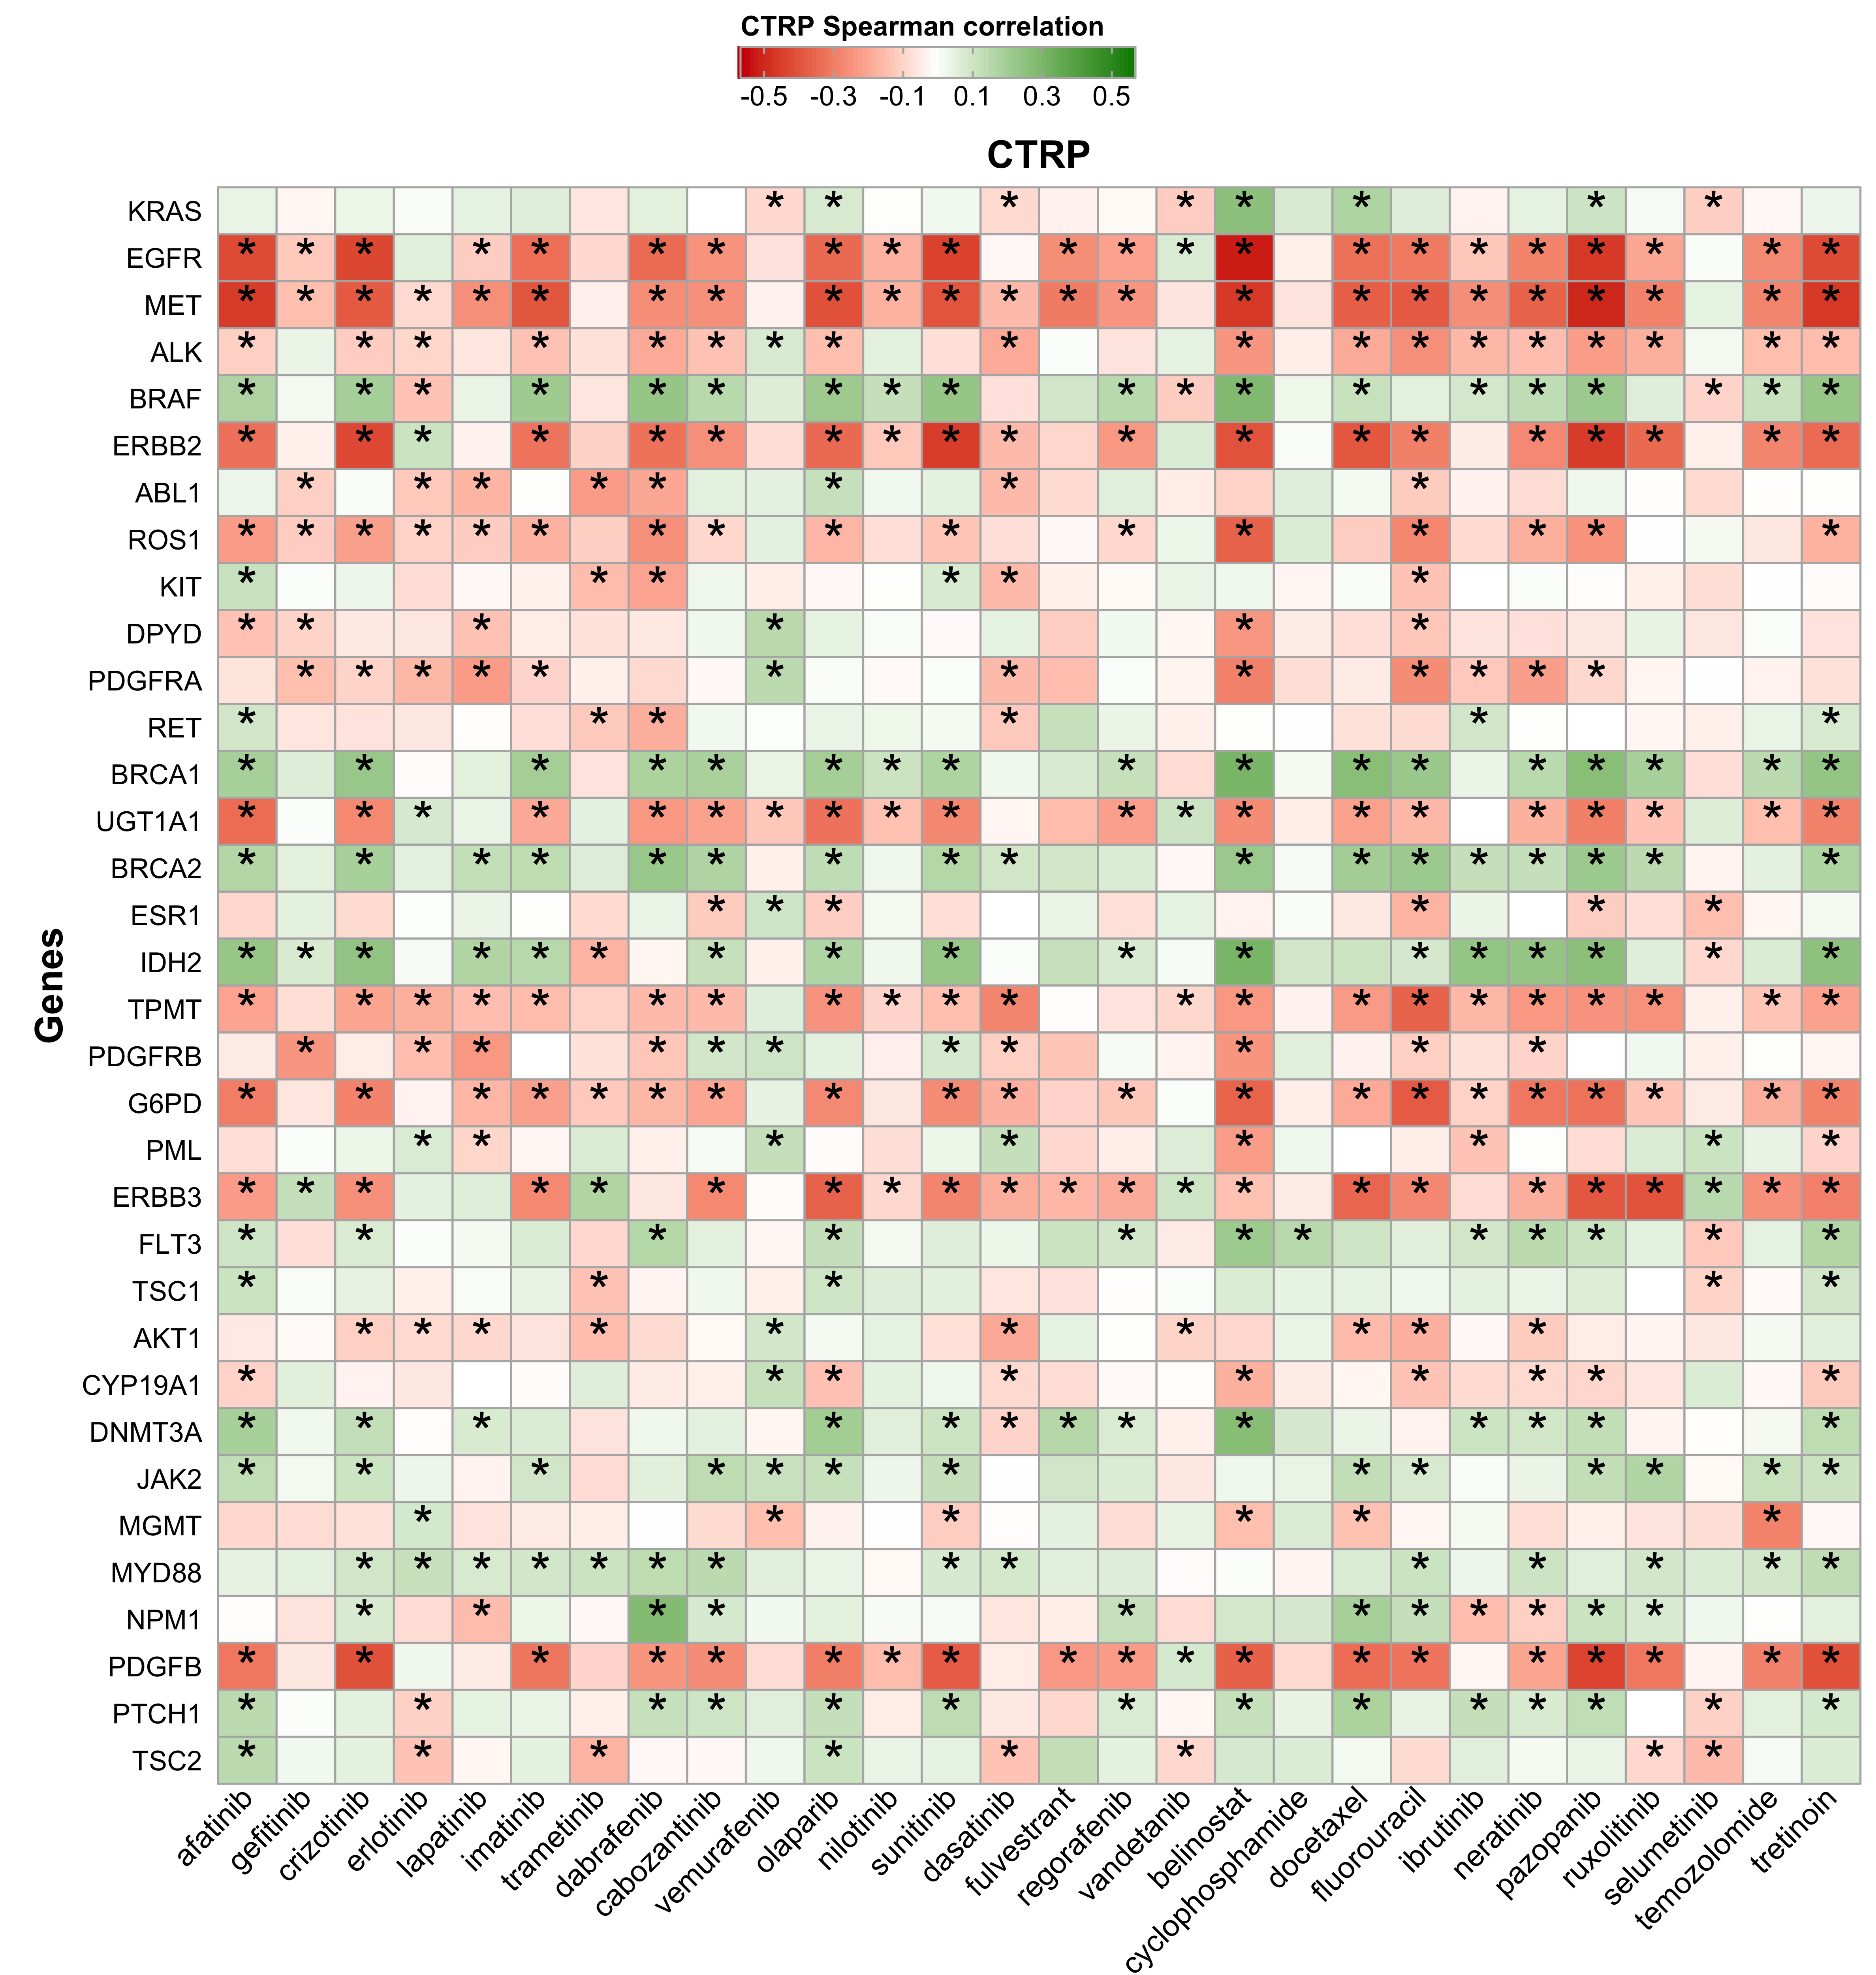 CTRP Spearman correlation
-0.5 -0.3 -0.1 0.1 0.3 0.5
CTRP
Genes
KRAS
EGFR
MET
ALK
BRAF
ERBB2
ABL1
ROS1
KIT
DPYD
PDGFRA
RET
BRCA1
UGT1A1
BRCA2
ESR1
IDH2
TPMT
PDGFRB
G6PD
PML
ERBB3
FLT3
TSC1
AKT1
CYP19A1
DNMT3A
JAK2
MGMT
MYD88
NPM1
PDGFB
PTCH1
TSC2
afatinib
gefitinib
crizotinib
erlotinib
lapatinib
imatinib
trametinib
dabrafenib
cabozantinib
vemurafenib
olaparib
nilotinib
sunitinib
dasatinib
fulvestrant
regorafenib
vandetanib
belinostat
cyclophosphamide
docetaxel
fluorouracil
ibrutinib
neratinib
pazopanib
ruxolitinib
selumetinib
temozolomide
tretinoin